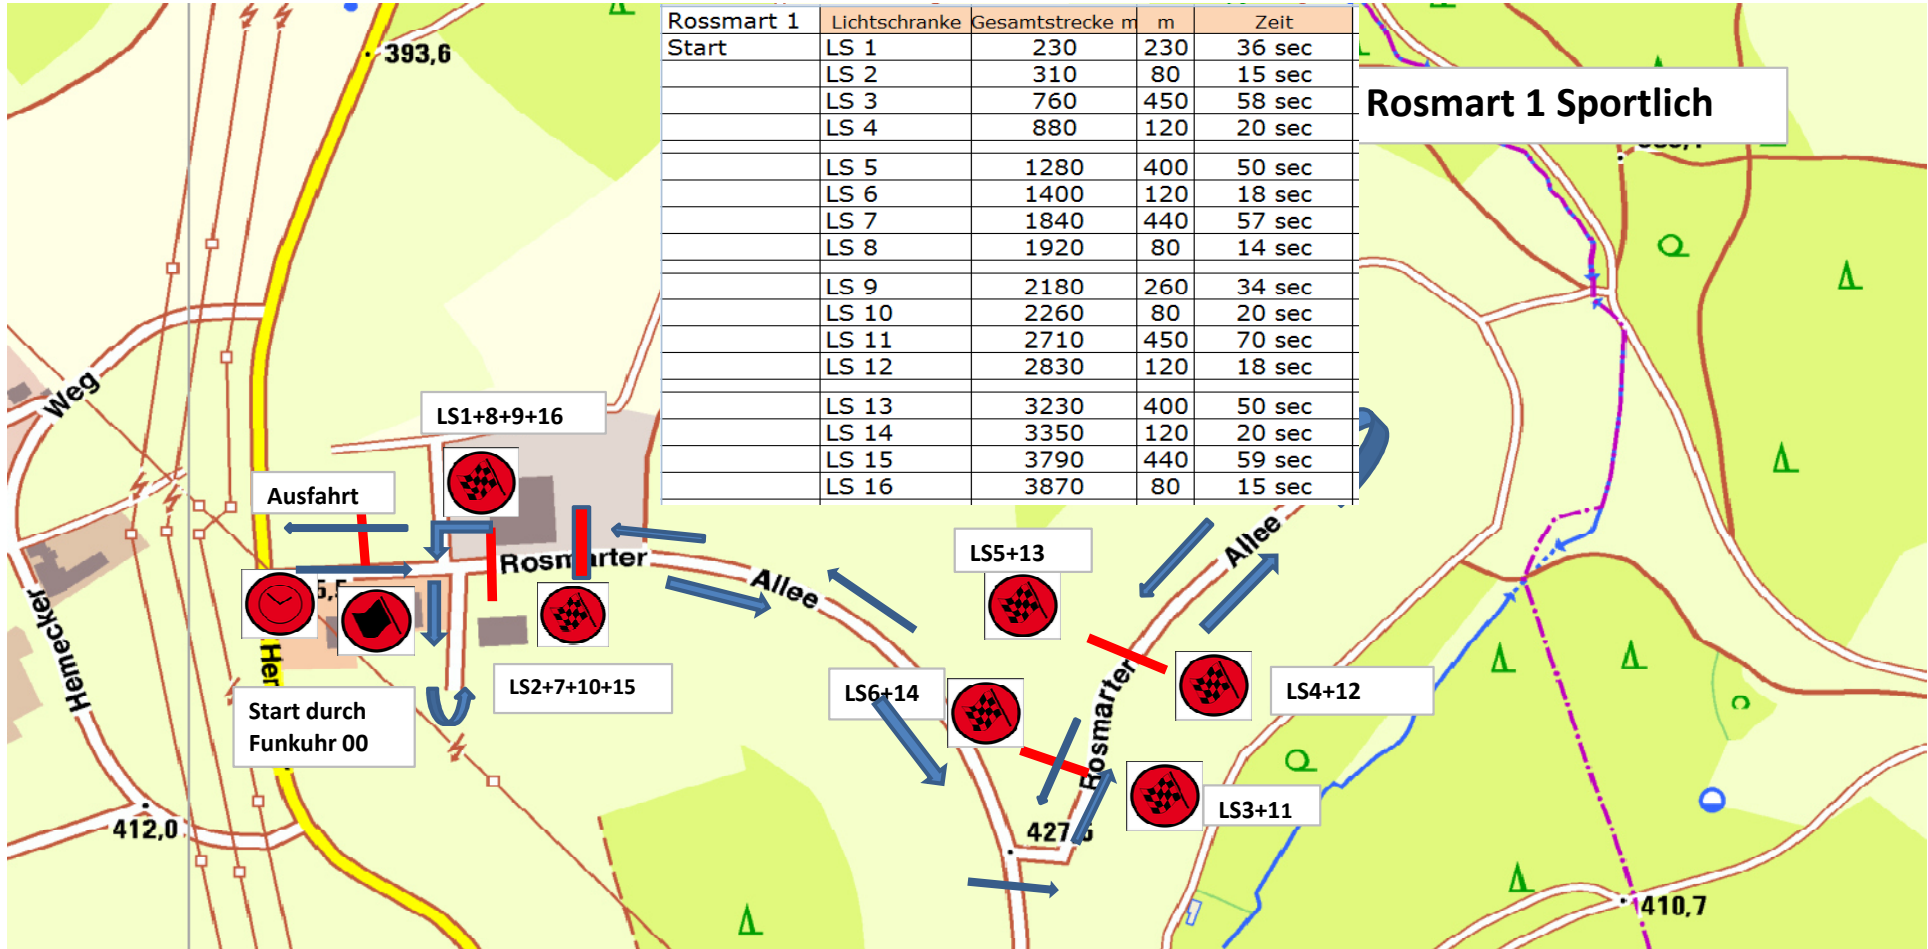 Rossmart 1 Lichtschranke Gesamtstrecke m m Zeit
Start LS 1 230 230 36 sec
LS 2 310 80 15 sec
LS 3 760 450 58 sec
LS 4 880 120 20 sec
LS 5 1280 400 50 sec
LS 6 1400 120 18 sec
LS 7 1840 440 57 sec
LS 8 1920 80 14 sec
LS 9 2180 260 34 sec
LS 10 2260 80 20 sec
LS 11 2710 450 70 sec
LS 12 2830 120 18 sec
LS 13 3230 400 50 sec
LS 14 3350 120 20 sec
LS 15 3790 440 59 sec
LS 16 3870 80 15 sec
Rosmart 1 Sportlich
393,6
Weg
LS1+8+9+16
Ausfahrt
Rosmarter
Allee
LS5+13
Allee
Hemecker
Her
LS2+7+10+15
Start durch
Funkuhr 00
LS6+14
Rosmarter
LS4+12
LS3+11
412,0
427,6
410,7